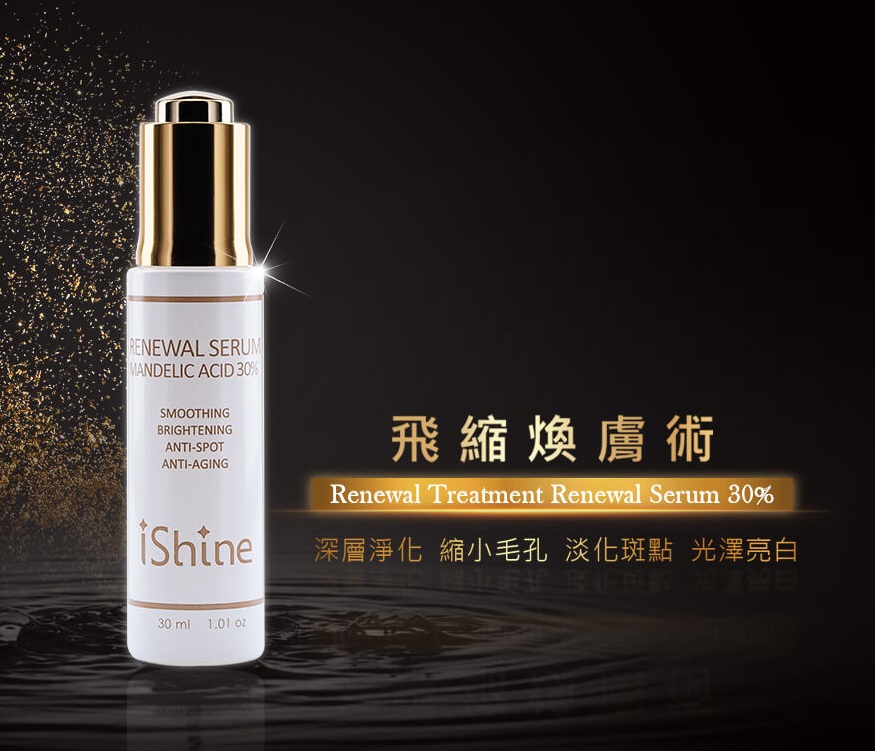 RENEWAL SERUM
MANDELIC ACID 30%
SMOOTHING
BRIGHTENING
ANTI-SPOT
ANTI-AGING
iShine
30 ml 1.01 oz
飛縮煥膚術
Renewal Treatment Renewal Serum 30%
深層淨化 縮小毛孔 淡化斑點 光澤亮白